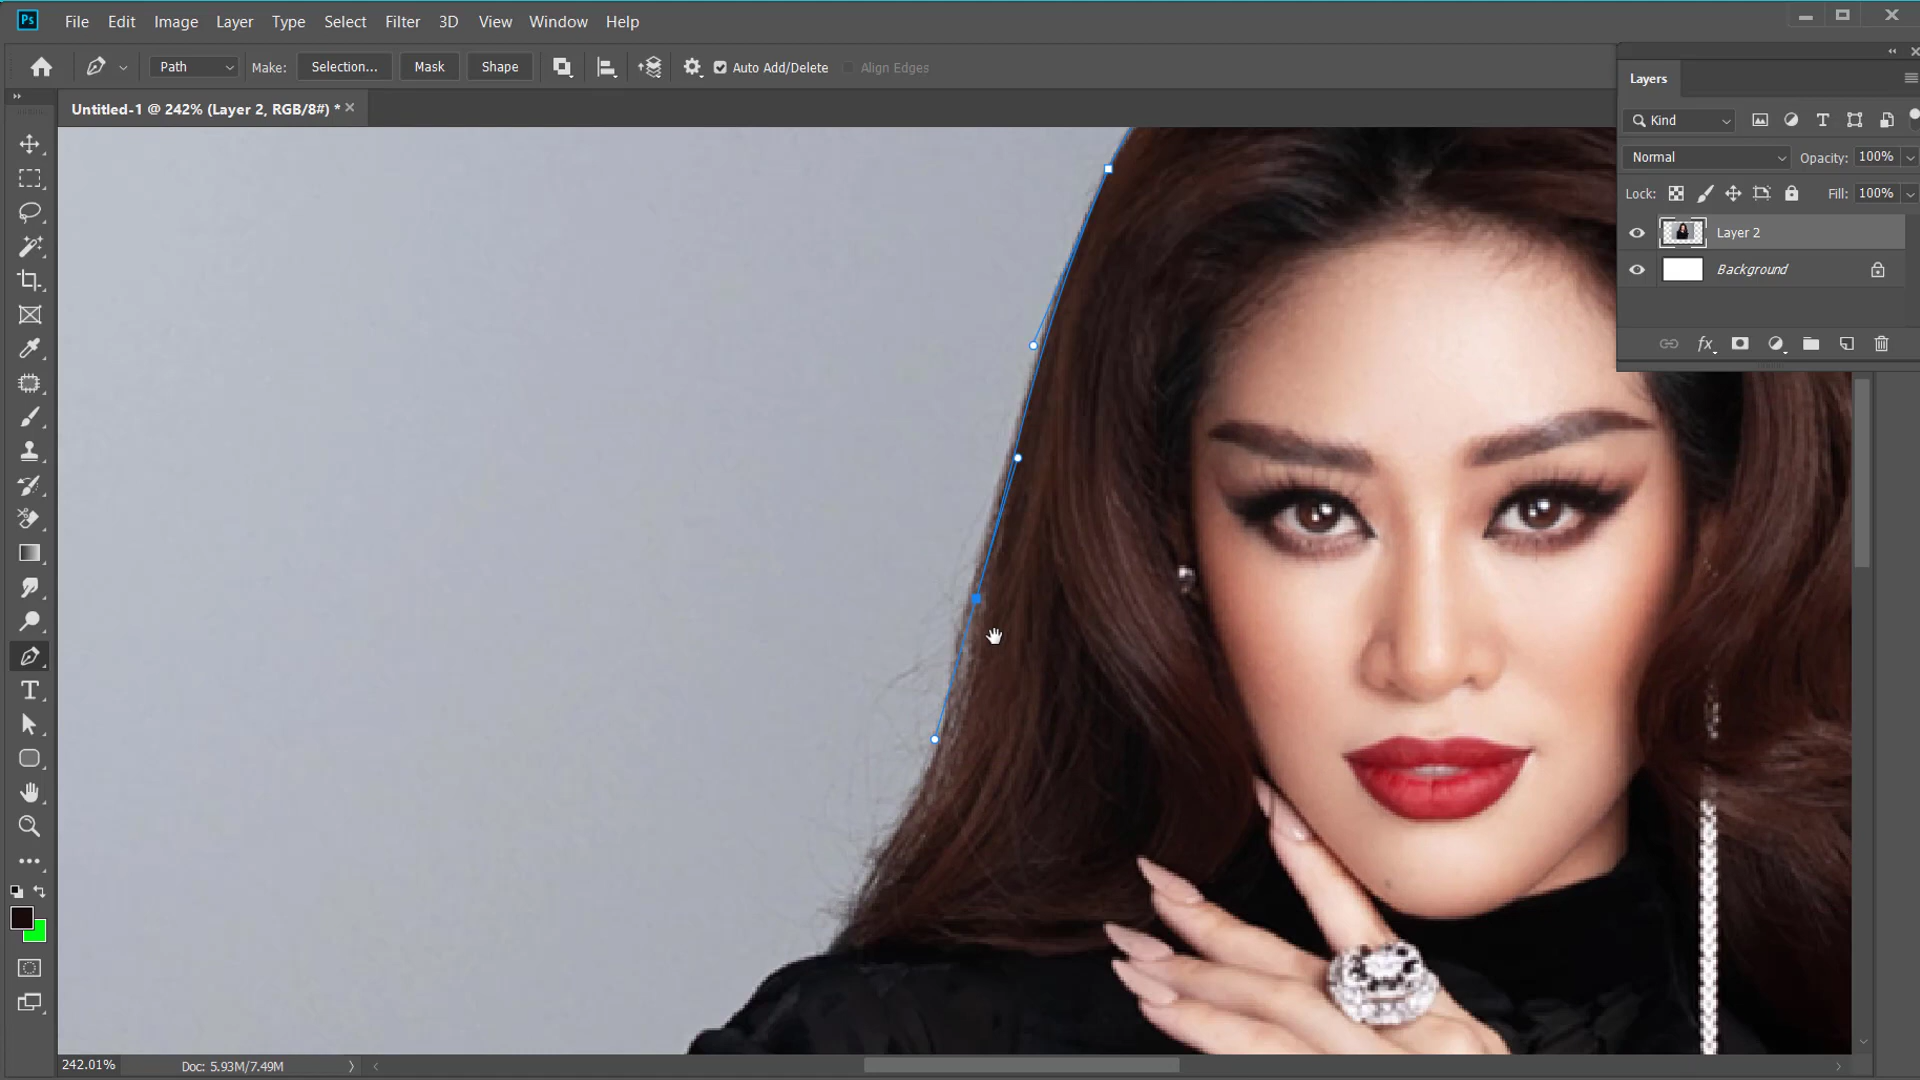 Ps File Edit Image Layer Type Select Filter 3D View Window Help
Path Make: Selection... Mask Shape Auto Add/Delete Align Edges
Untitled-1 @ 242% (Layer 2, RGB/8#) *
Layers
Kind
Normal Opacity: 100%
Lock: Fill: 100%
Layer 2
Background
fx
242.01% Doc: 5.93M/7.49M